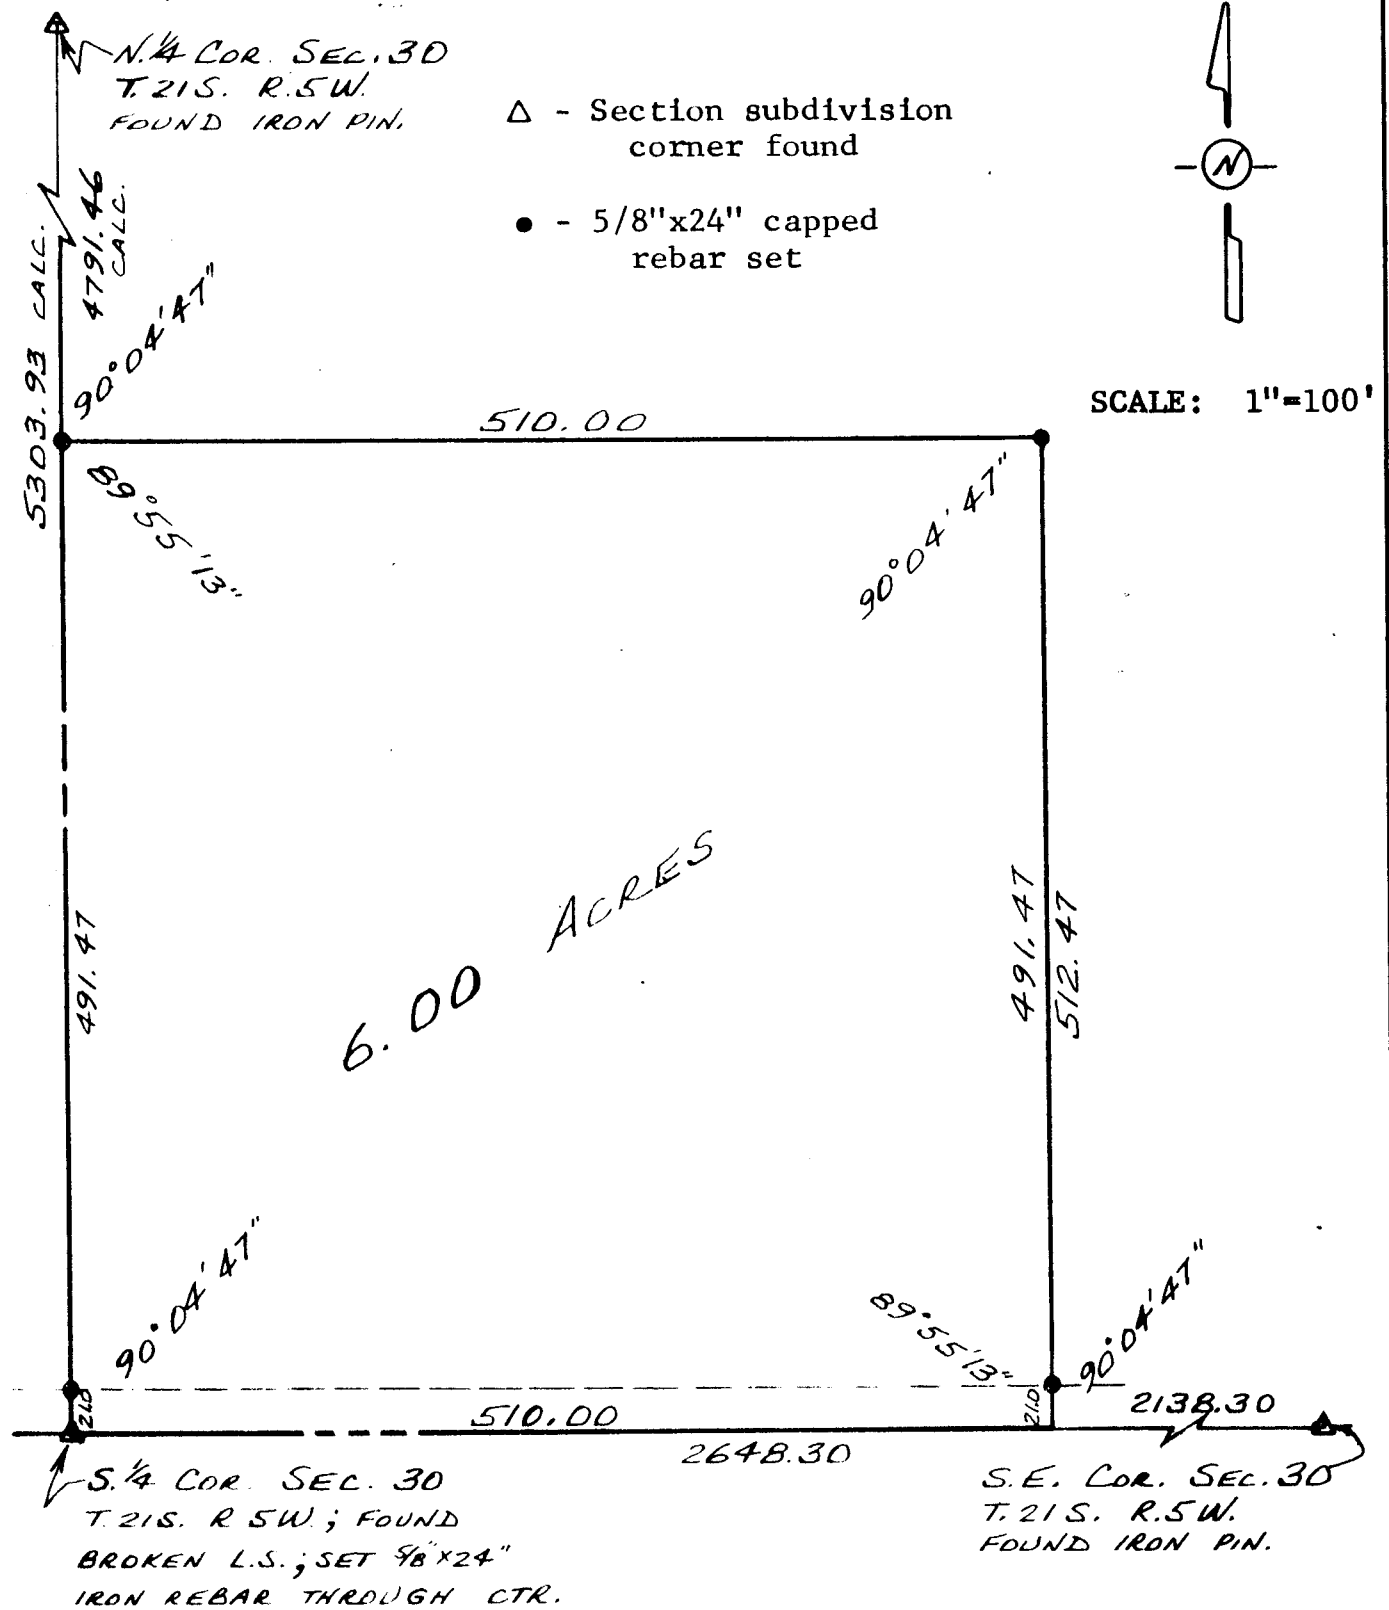 N.¼ COR. SEC. 30
T. 21S. R. 5W.
FOUND IRON PIN.
△ - Section subdivision
corner found
● - 5/8"x24" capped
rebar set
N
SCALE: 1"=100'
5303.93 CALC.
4791.46
CALC.
90°04'47"
510.00
89°55'13"
90°04'47"
491.47
6.00 ACRES
491.47
512.47
90°04'47"
89°55'13"
90°04'47"
21.0
510.00
21.0
2138.30
2648.30
S.¼ COR. SEC. 30
T. 21S. R 5W.; FOUND
BROKEN L.S.; SET 5/8"x24"
IRON REBAR THROUGH CTR.
S.E. COR. SEC. 30
T. 21S. R.5W.
FOUND IRON PIN.